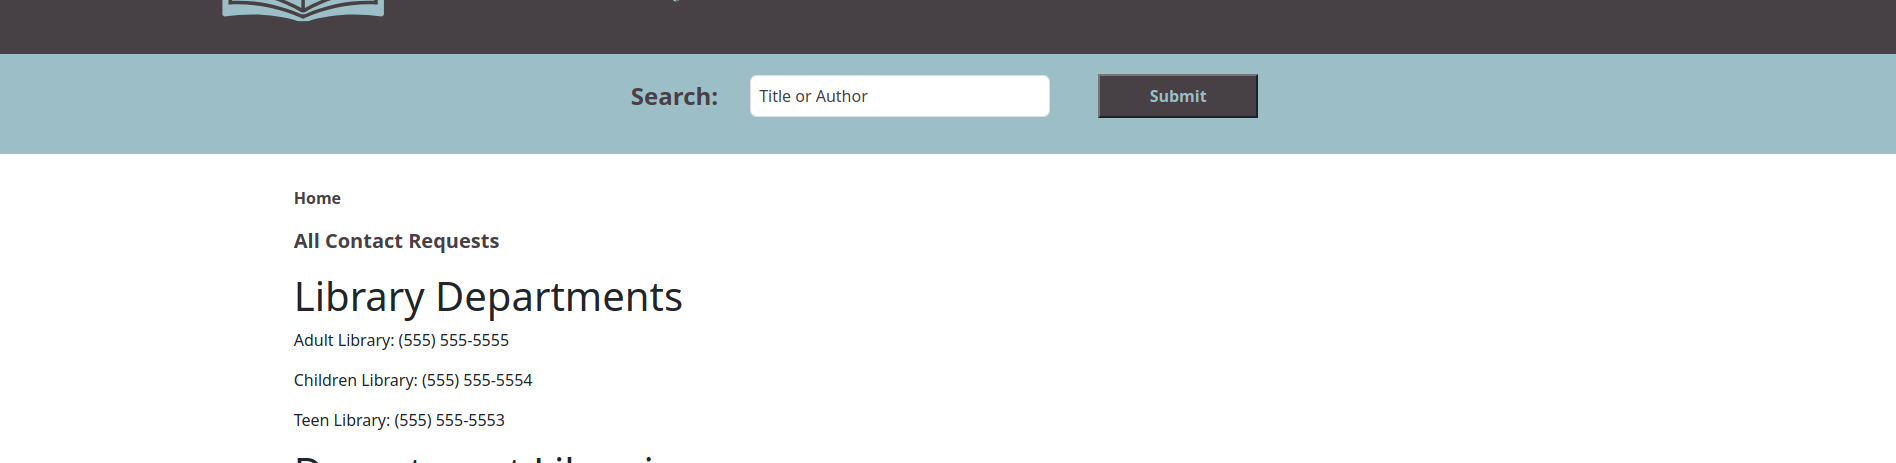 Search: Title or Author Submit
Home
All Contact Requests
Library Departments
Adult Library: (555) 555-5555
Children Library: (555) 555-5554
Teen Library: (555) 555-5553